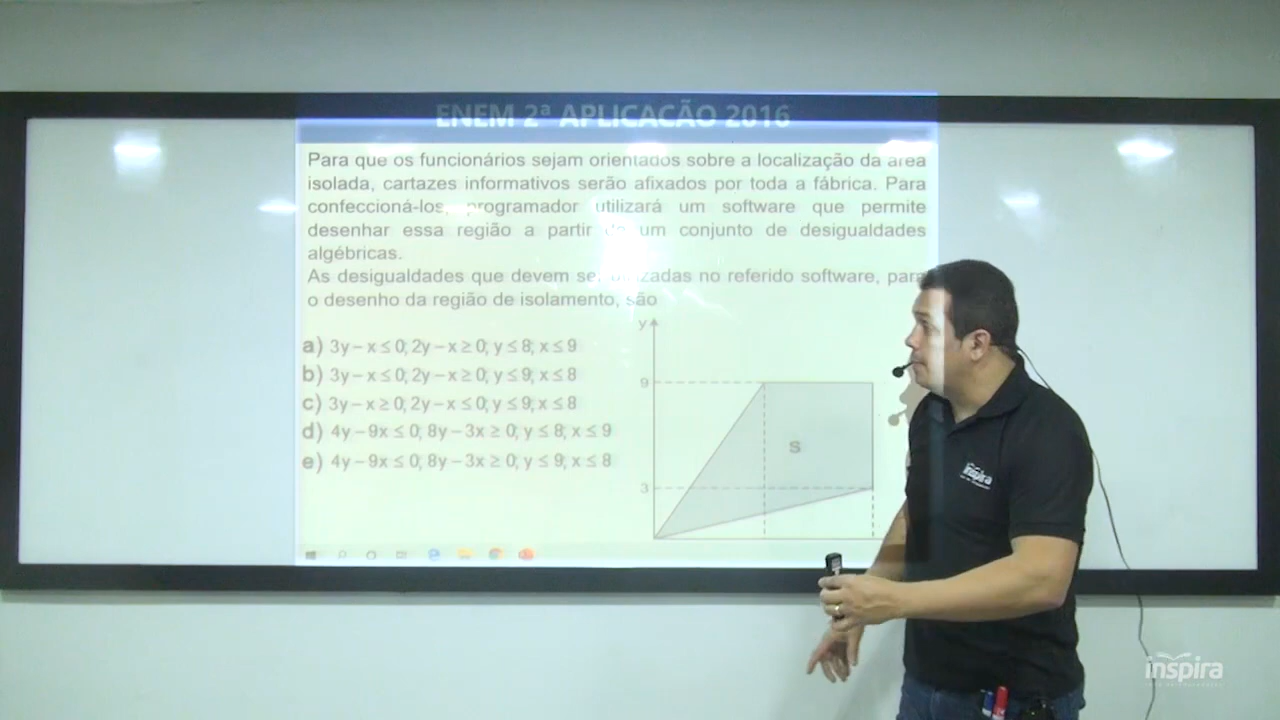 ENEM 2ª APLICAÇÃO 2016
Para que os funcionários sejam orientados sobre a localização da área
isolada, cartazes informativos serão afixados por toda a fábrica. Para
confeccioná-los, programador utilizará um software que permite
desenhar essa região a partir de um conjunto de desigualdades
algébricas.
As desigualdades que devem ser utilizadas no referido software, para
o desenho da região de isolamento, são
a) 3y – x ≤ 0; 2y – x ≥ 0; y ≤ 8; x ≤ 9
b) 3y – x ≤ 0; 2y – x ≥ 0; y ≤ 9; x ≤ 8
c) 3y – x ≥ 0; 2y – x ≤ 0; y ≤ 9; x ≤ 8
d) 4y – 9x ≤ 0; 8y – 3x ≥ 0; y ≤ 8; x ≤ 9
e) 4y – 9x ≤ 0; 8y – 3x ≥ 0; y ≤ 9; x ≤ 8
y
9
S
3
inspira
inspira